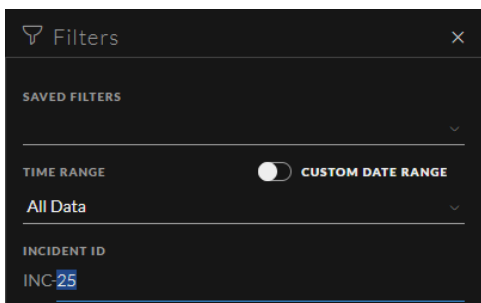 Filters
SAVED FILTERS
TIME RANGE CUSTOM DATE RANGE
All Data
INCIDENT ID
INC-25